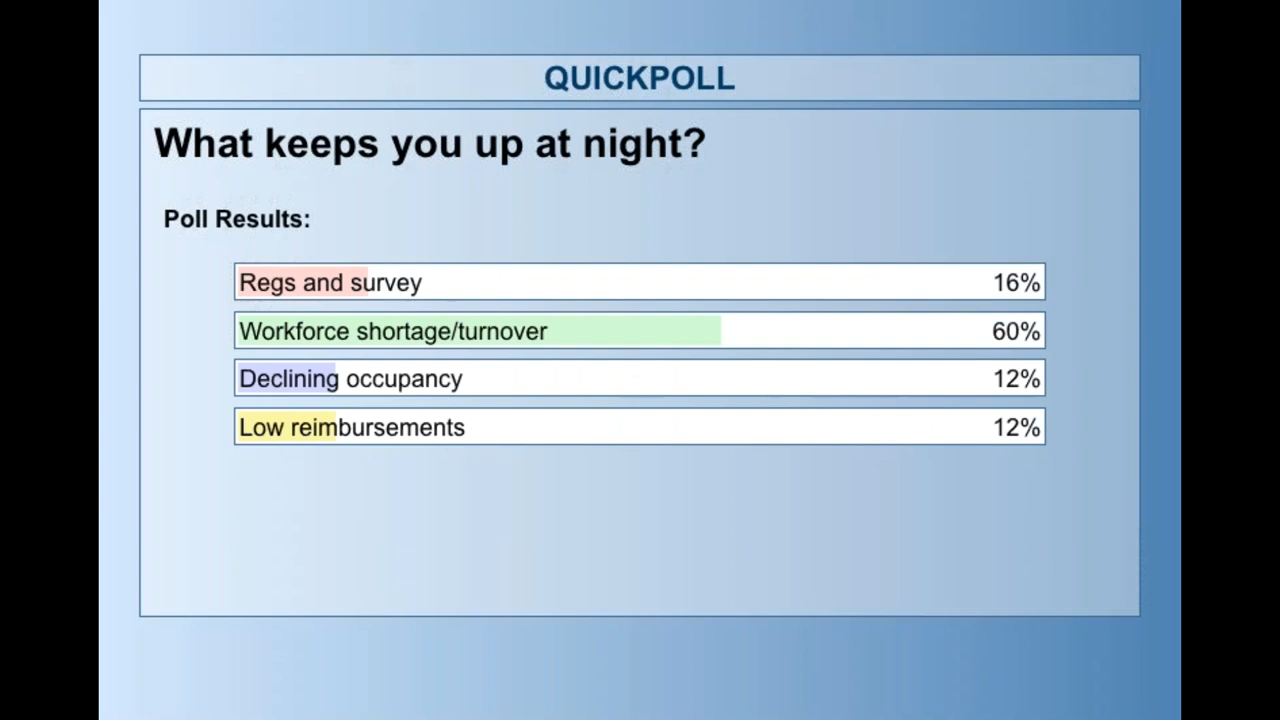 QUICKPOLL
What keeps you up at night?
Poll Results:
Regs and survey 16%
Workforce shortage/turnover 60%
Declining occupancy 12%
Low reimbursements 12%